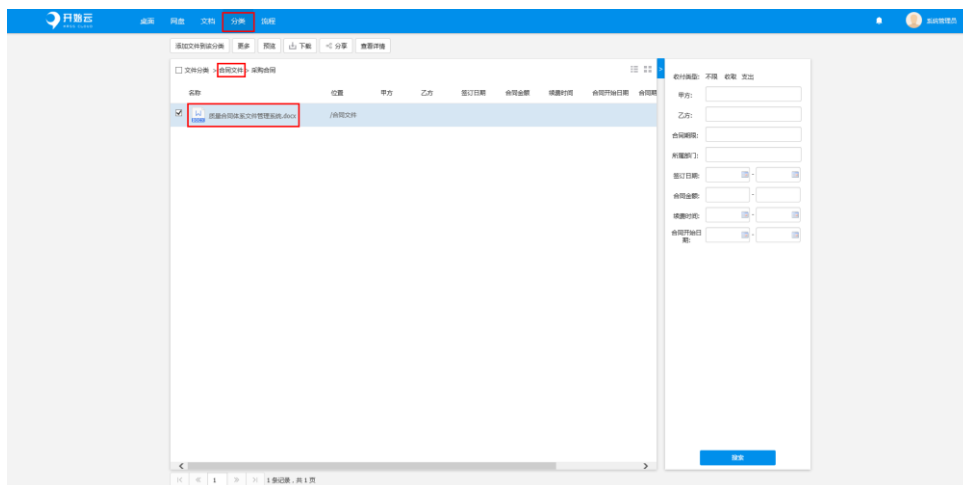 开始云
桌面 网盘 文档 分类 流程
系统管理员
添加文件到该分类 更多 预览 下载 分享 查看详情
文件分类 > 合同文件 > 采购合同
名称 位置 甲方 乙方 签订日期 合同金额 续费时间 合同开始日期 合同期
质量合同体系文件管理系统.docx /合同文件
收付类型: 不限 收取 支出
甲方:
乙方:
合同期限:
所属部门:
签订日期: -
合同金额: -
续费时间: -
合同开始日期: -
搜索
1 1 条记录，共 1 页